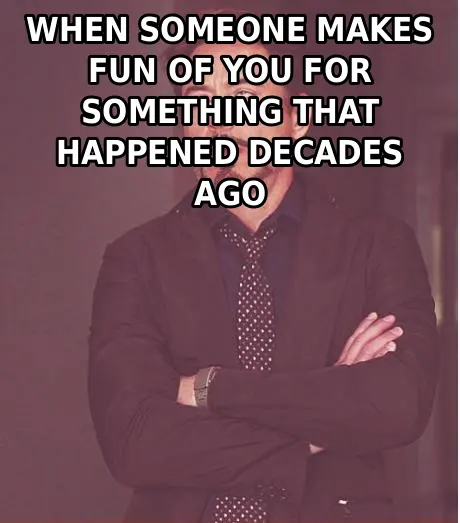 WHEN SOMEONE MAKES
FUN OF YOU FOR
SOMETHING THAT
HAPPENED DECADES
AGO